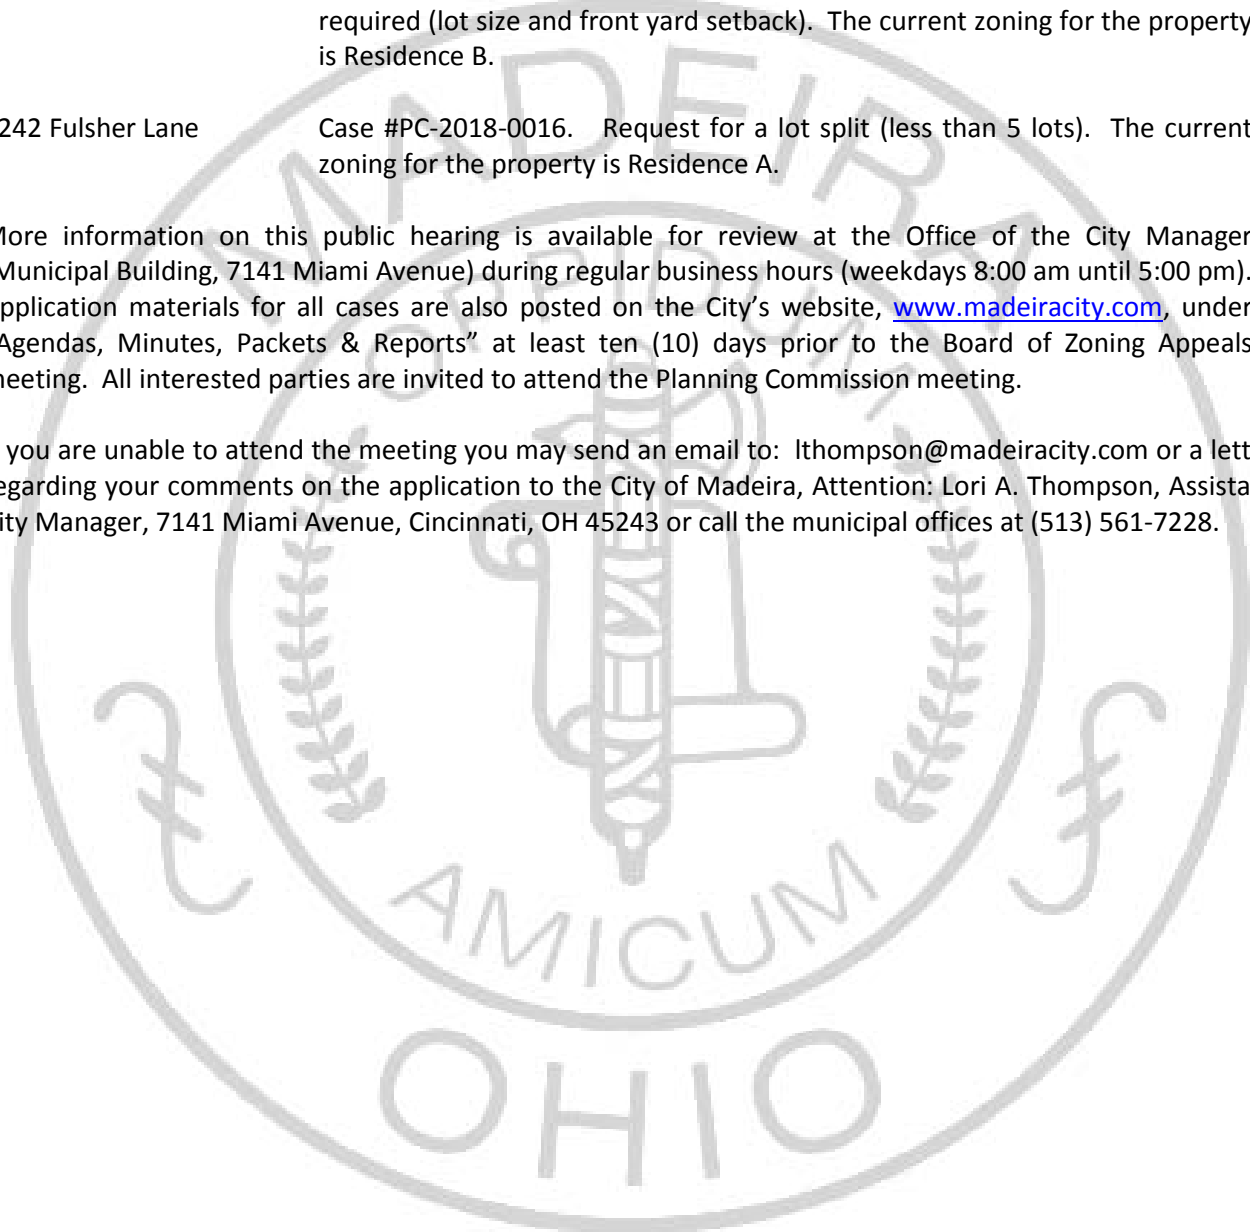 required (lot size and front yard setback). The current zoning for the property
is Residence B.
242 Fulsher Lane Case #PC-2018-0016. Request for a lot split (less than 5 lots). The current
zoning for the property is Residence A.
More information on this public hearing is available for review at the Office of the City Manager
Municipal Building, 7141 Miami Avenue) during regular business hours (weekdays 8:00 am until 5:00 pm).
pplication materials for all cases are also posted on the City’s website, www.madeiracity.com, under
Agendas, Minutes, Packets & Reports” at least ten (10) days prior to the Board of Zoning Appeals
meeting. All interested parties are invited to attend the Planning Commission meeting.
you are unable to attend the meeting you may send an email to: lthompson@madeiracity.com or a lett
egarding your comments on the application to the City of Madeira, Attention: Lori A. Thompson, Assista
ity Manager, 7141 Miami Avenue, Cincinnati, OH 45243 or call the municipal offices at (513) 561-7228.
MADEIRA
OPPIDUM
AMICUM
OHIO